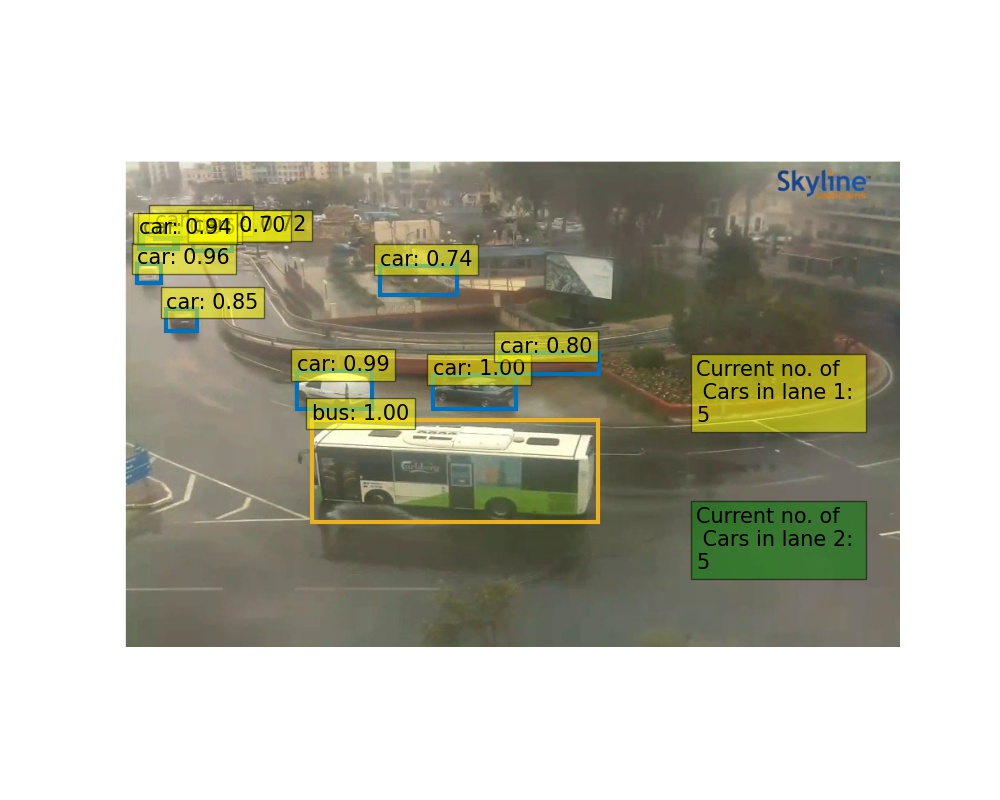 Skyline
car: 0.94
0.70
72
car: 0.96
car: 0.74
car: 0.85
car: 0.80
car: 0.99
car: 1.00
bus: 1.00
Carlsberg
Current no. of
Cars in lane 1:
5
Current no. of
Cars in lane 2:
5